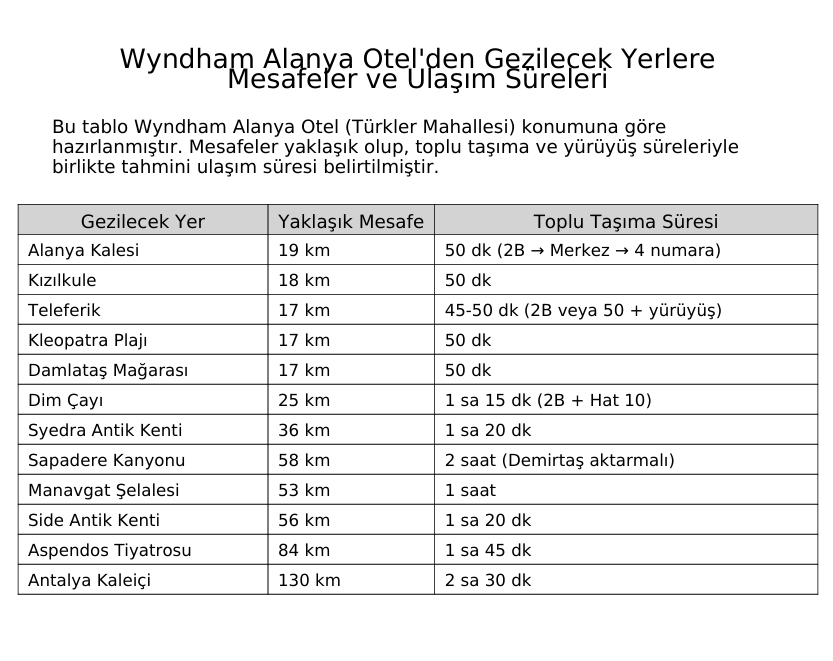 Wyndham Alanya Otel'den Gezilecek Yerlere
Mesafeler ve Ulaşım Süreleri
Bu tablo Wyndham Alanya Otel (Türkler Mahallesi) konumuna göre
hazırlanmıştır. Mesafeler yaklaşık olup, toplu taşıma ve yürüyüş süreleriyle
birlikte tahmini ulaşım süresi belirtilmiştir.
Gezilecek Yer Yaklaşık Mesafe Toplu Taşıma Süresi
Alanya Kalesi 19 km 50 dk (2B → Merkez → 4 numara)
Kızılkule 18 km 50 dk
Teleferik 17 km 45-50 dk (2B veya 50 + yürüyüş)
Kleopatra Plajı 17 km 50 dk
Damlataş Mağarası 17 km 50 dk
Dim Çayı 25 km 1 sa 15 dk (2B + Hat 10)
Syedra Antik Kenti 36 km 1 sa 20 dk
Sapadere Kanyonu 58 km 2 saat (Demirtaş aktarmalı)
Manavgat Şelalesi 53 km 1 saat
Side Antik Kenti 56 km 1 sa 20 dk
Aspendos Tiyatrosu 84 km 1 sa 45 dk
Antalya Kaleiçi 130 km 2 sa 30 dk